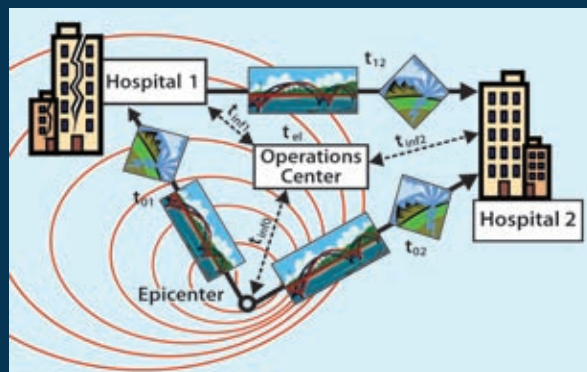 t12
Hospital 1
tinf1
tel
tinf2
Operations
Center
t01
tinf0
Hospital 2
t02
Epicenter